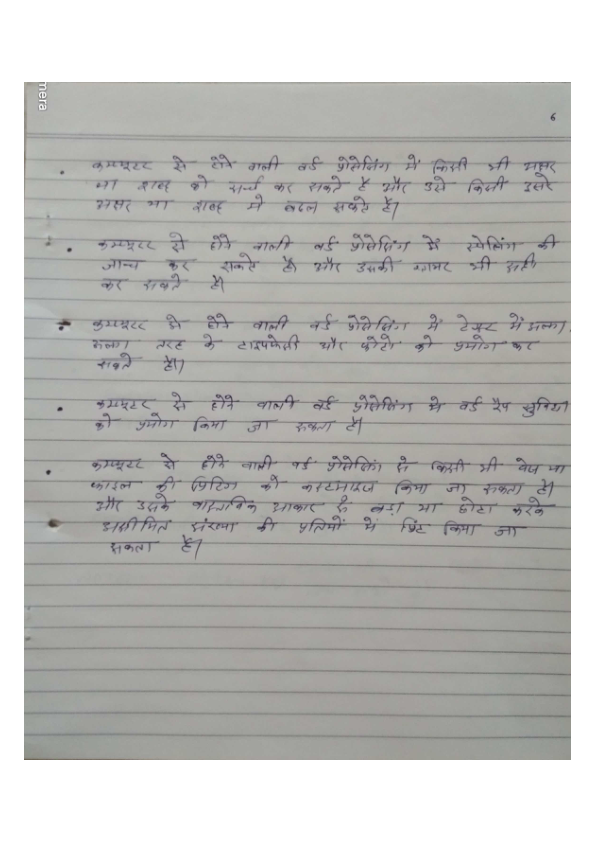 mera
6
• कम्प्यूटर से होने वाली वर्ड प्रोसेसिंग में किसी भी अक्षर
या शब्द को सर्च कर सकते है और उसे किसी दुसरे
अक्षर या शब्द में बदल सकते है।
• कम्प्यूटर से होने वाली वर्ड प्रोसेसिंग में स्पेलिंग की
जान्च कर सकते है। और उसकी ग्रामर भी सही
कर सकते है।
• कम्प्यूटर से होने वाली वर्ड प्रोसेसिंग में टेक्स्ट में अलग,
अलग तरह के टाइपफेसो और फोंटो को प्रयोग कर
सकते है।
• कम्प्यूटर से होने वाली वर्ड प्रोसेसिंग मे वर्ड रैप सुविधा
को प्रयोग किया जा सकता है।
• कम्प्यूटर से होने वाली वर्ड प्रोसेसिंग से किसी भी पेज या
फाइल की प्रिटिंग को कस्टमाइज किया जा सकता है।
और उसके वास्तविक आकार से बड़ा या छोटा करके
असीमित संख्या की प्रतियों में प्रिंट किया जा
सकता है।